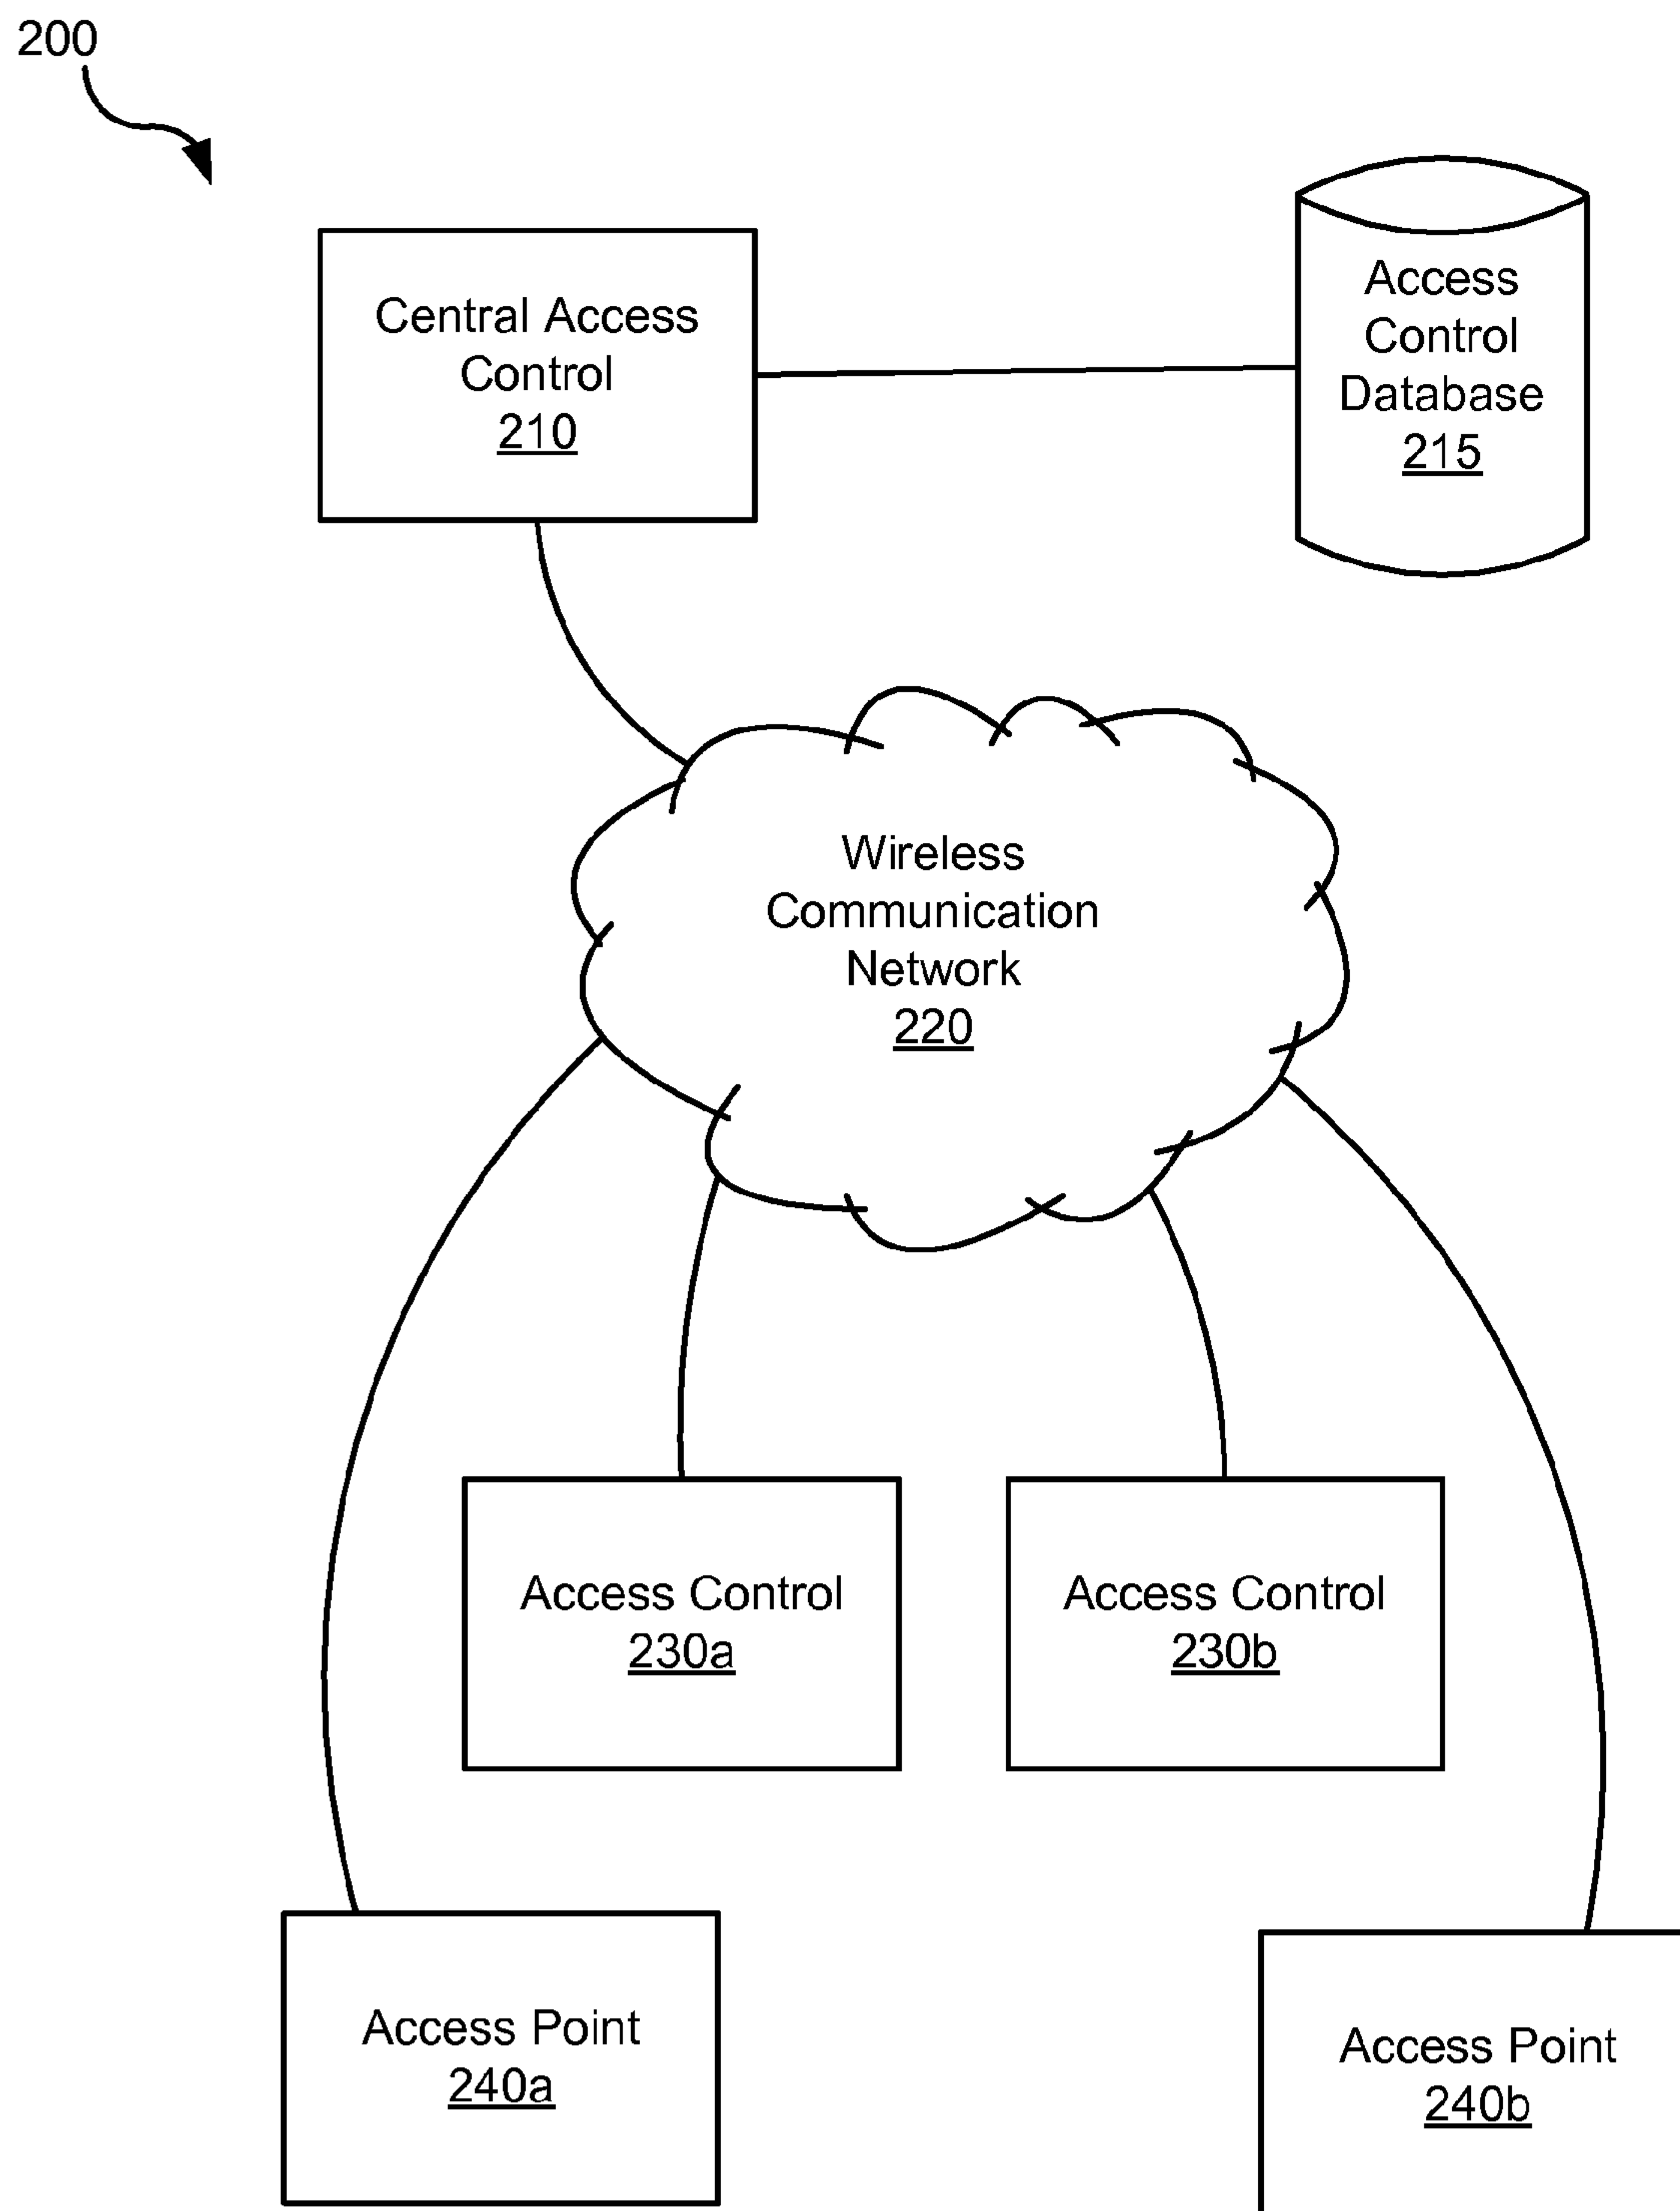 200
Central Access
Control
210
Access
Control
Database
215
Wireless
Communication
Network
220
Access Control
230a
Access Control
230b
Access Point
240a
Access Point
240b